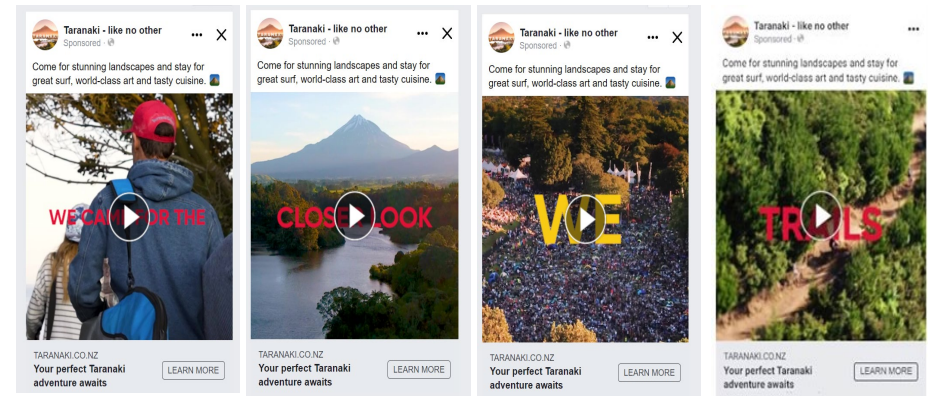 Taranaki - like no other
Sponsored ·
Come for stunning landscapes and stay for
great surf, world-class art and tasty cuisine.
WE CAME FOR THE
TARANAKI.CO.NZ
Your perfect Taranaki
adventure awaits
LEARN MORE
Taranaki - like no other
Sponsored ·
Come for stunning landscapes and stay for
great surf, world-class art and tasty cuisine.
CLOSER LOOK
TARANAKI.CO.NZ
Your perfect Taranaki
adventure awaits
LEARN MORE
Taranaki - like no other
Sponsored ·
Come for stunning landscapes and stay for
great surf, world-class art and tasty cuisine.
WE
TARANAKI.CO.NZ
Your perfect Taranaki
adventure awaits
LEARN MORE
Taranaki - like no other
Sponsored ·
Come for stunning landscapes and stay for
great surf, world-class art and tasty cuisine.
TRAILS
TARANAKI.CO.NZ
Your perfect Taranaki
adventure awaits
LEARN MORE